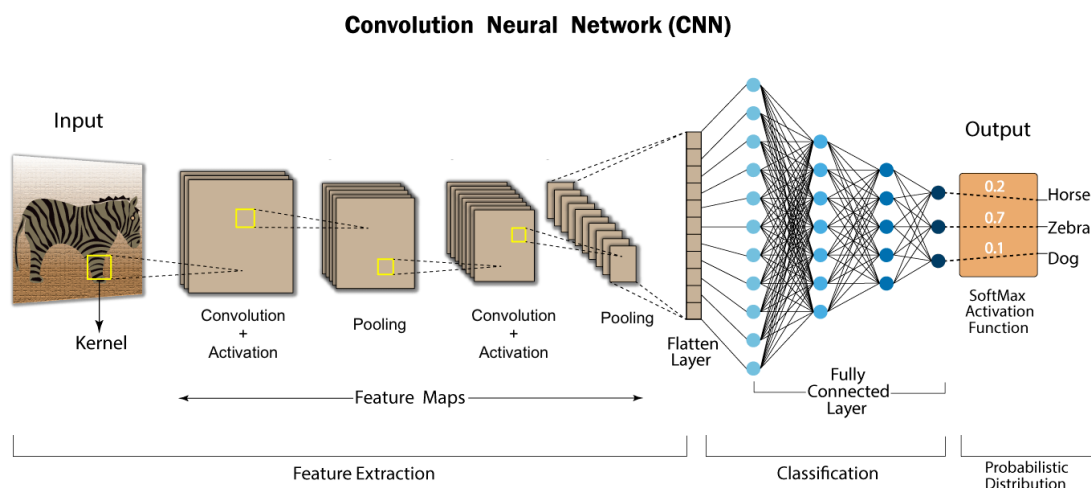 Convolution Neural Network (CNN)
Input
Output
Kernel
Convolution
+
Activation
Pooling
Convolution
+
Activation
Pooling
Flatten
Layer
0.2
0.7
0.1
Horse
Zebra
Dog
SoftMax
Activation
Function
Feature Maps
Fully
Connected
Layer
Feature Extraction
Classification
Probabilistic
Distribution